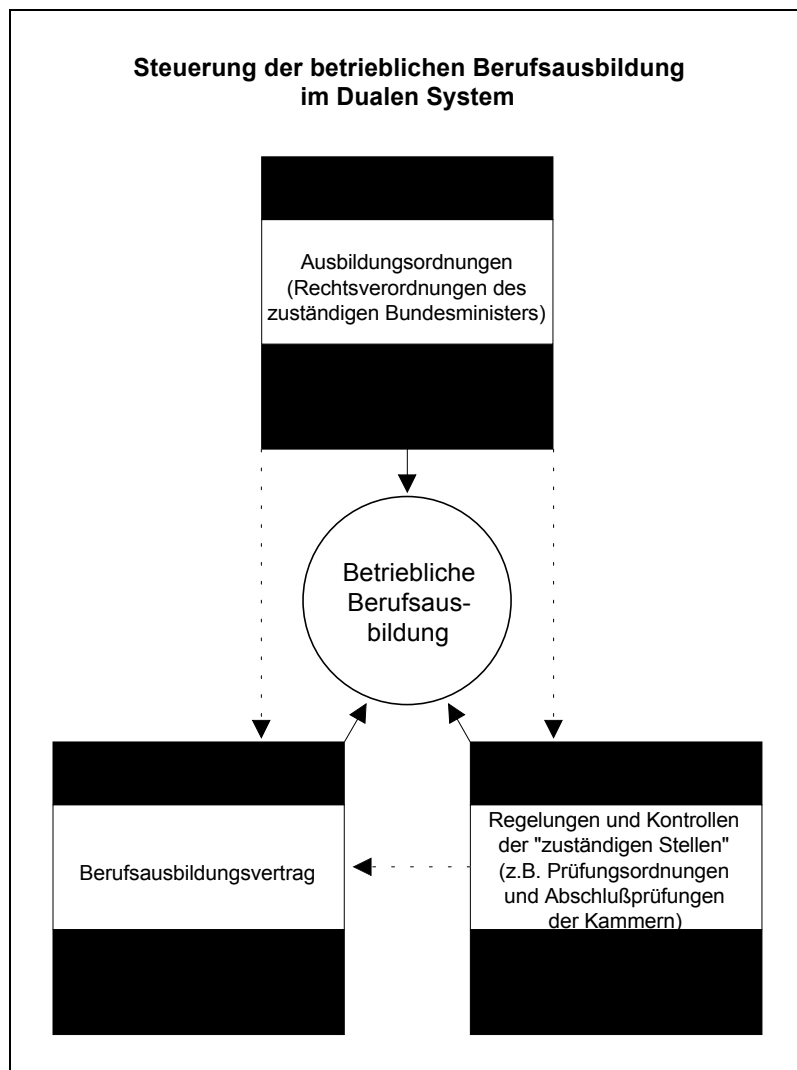 Steuerung der betrieblichen Berufsausbildung
im Dualen System
Ausbildungsordnungen
(Rechtsverordnungen des
zuständigen Bundesministers)
Betriebliche
Berufsaus-
bildung
Berufsausbildungsvertrag
Regelungen und Kontrollen
der "zuständigen Stellen"
(z.B. Prüfungsordnungen
und Abschlußprüfungen
der Kammern)